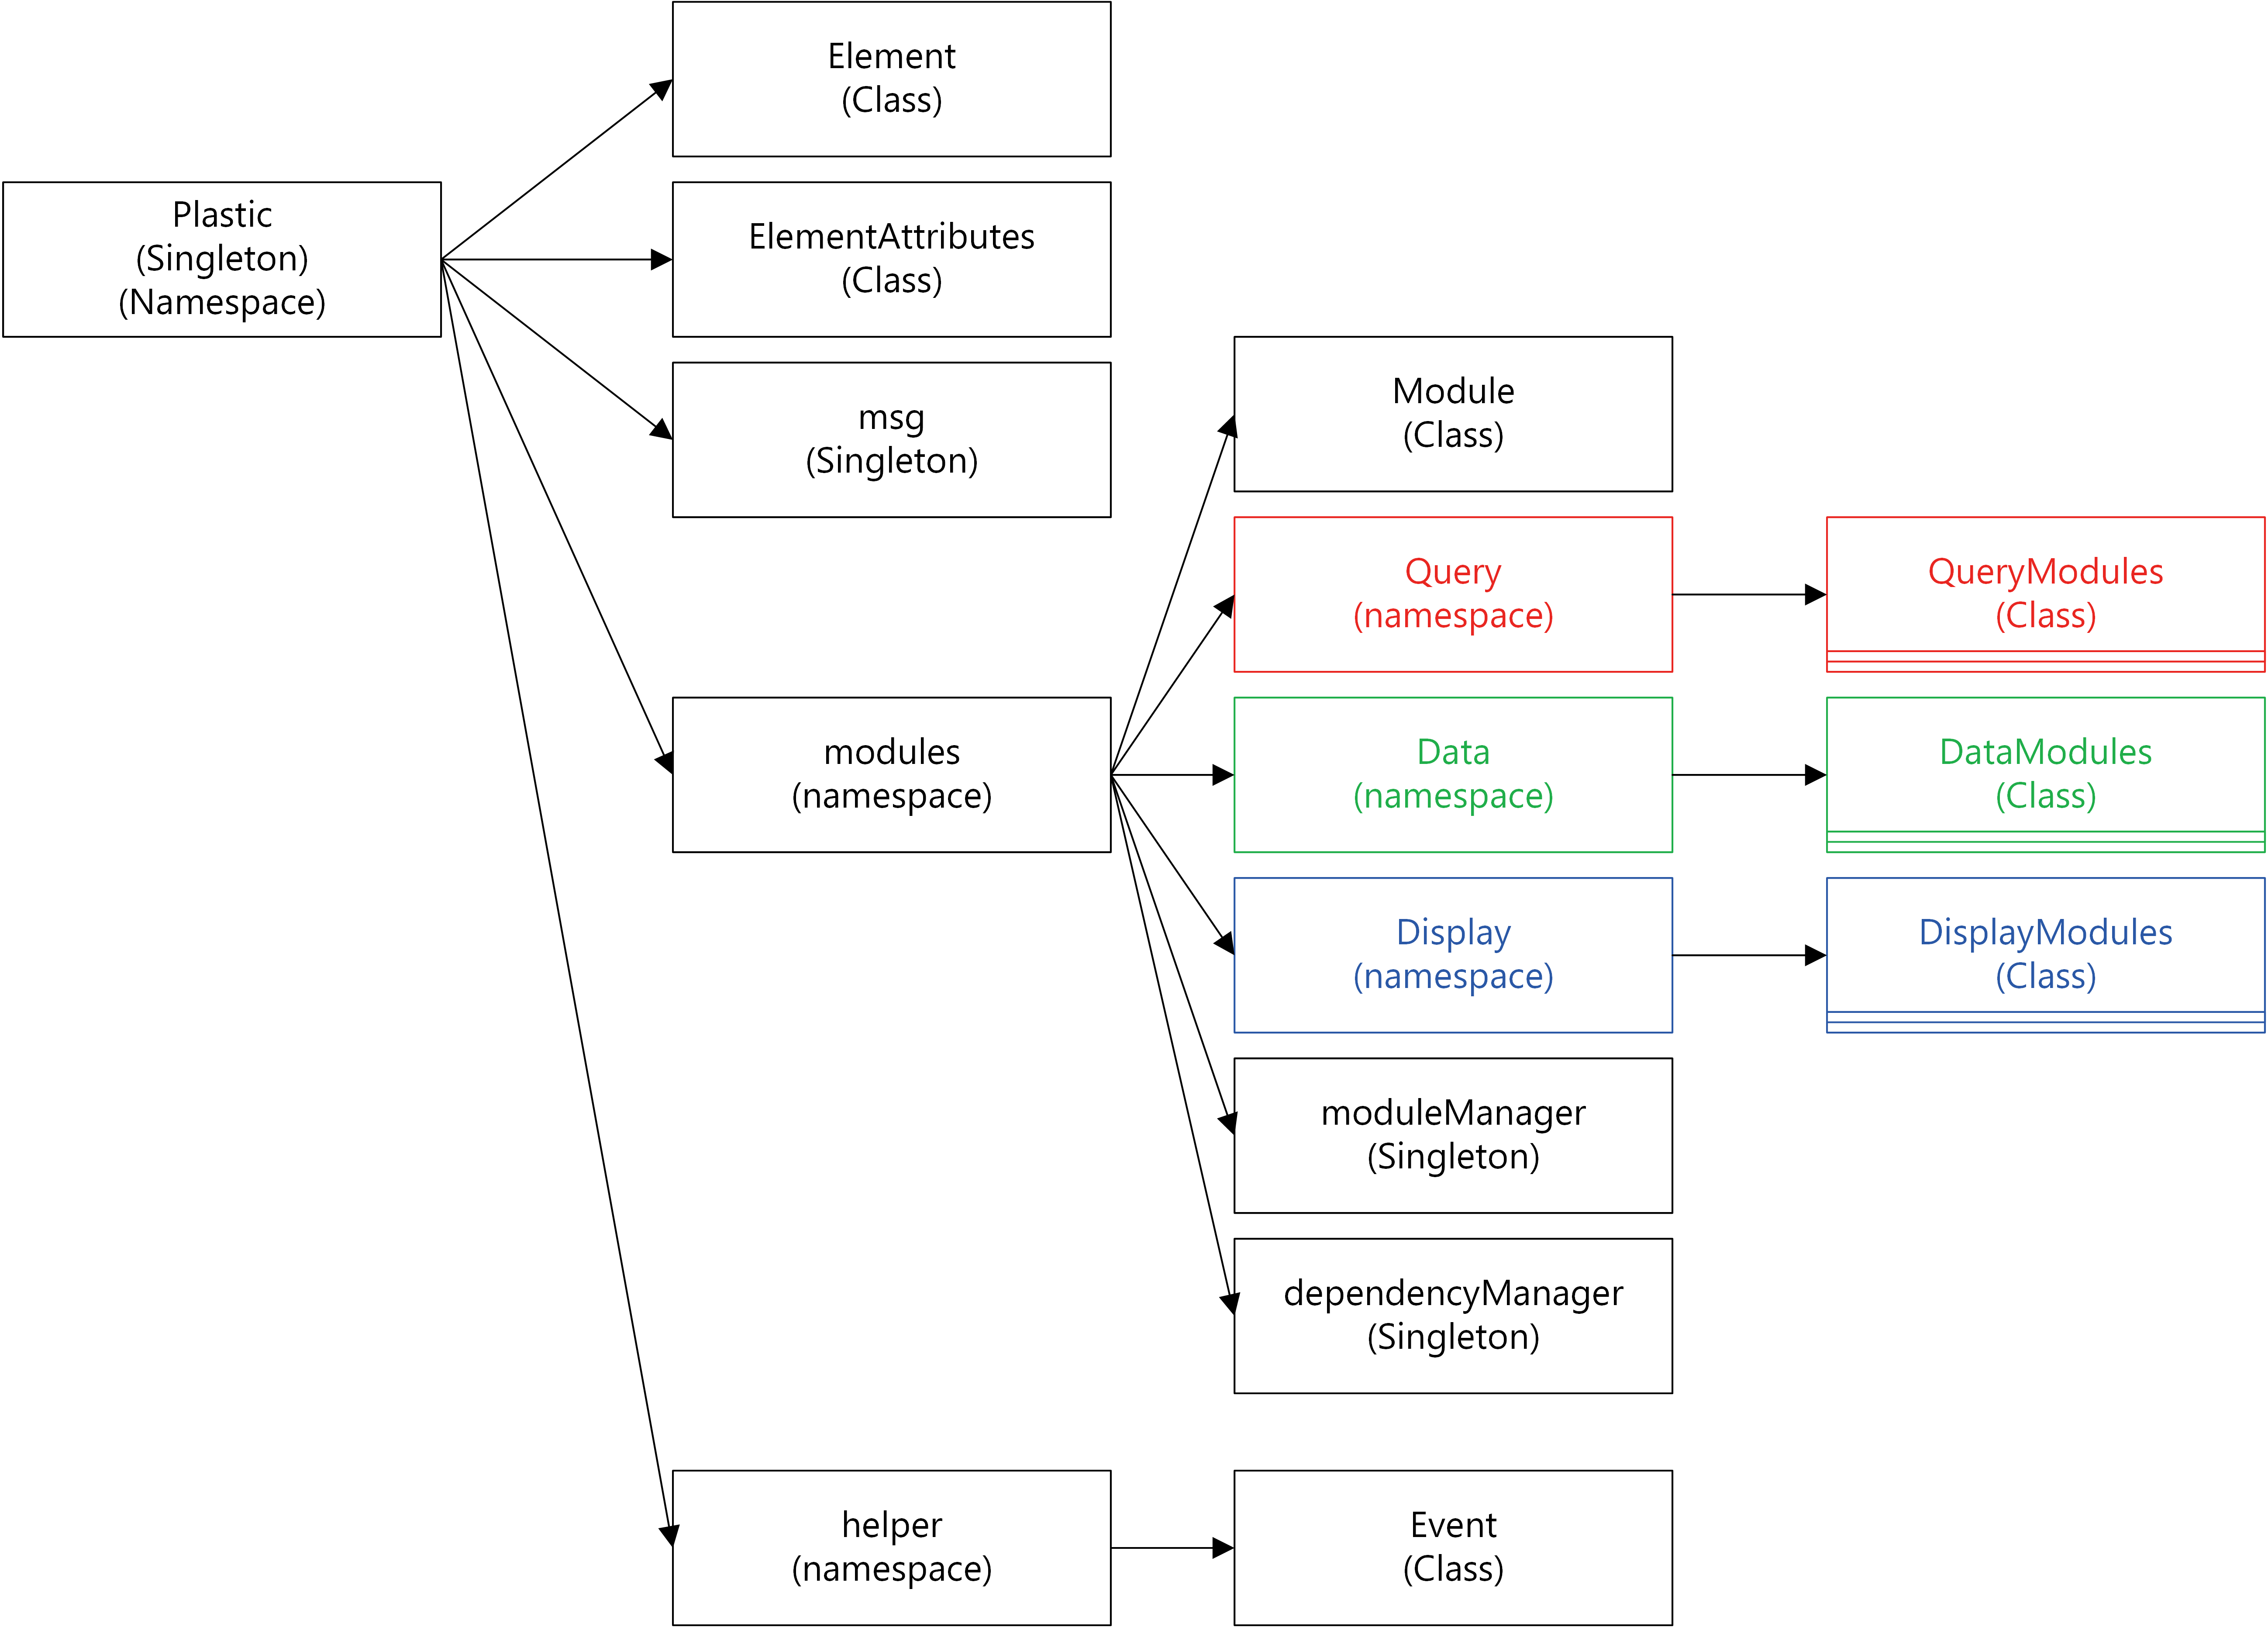 Element
(Class)
Plastic
(Singleton)
(Namespace)
ElementAttributes
(Class)
msg
(Singleton)
Module
(Class)
Query
(namespace)
QueryModules
(Class)
modules
(namespace)
Data
(namespace)
DataModules
(Class)
Display
(namespace)
DisplayModules
(Class)
moduleManager
(Singleton)
dependencyManager
(Singleton)
helper
(namespace)
Event
(Class)